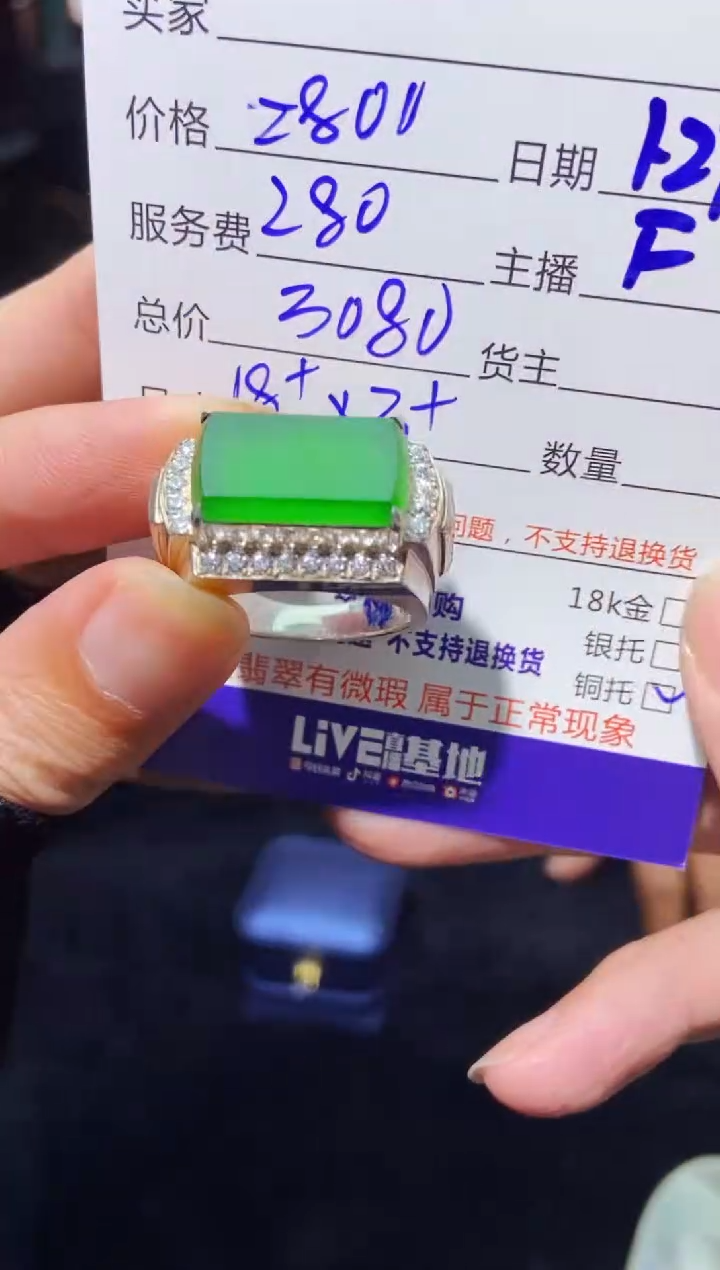 买家
价格 2800 日期
服务费 280 主播 F
总价 3080 货主
18+ x
数量
问题，不支持退换货
购
18k金
不支持退换货
银托
翡翠有微瑕 属于正常现象
铜托
LiVE直播基地